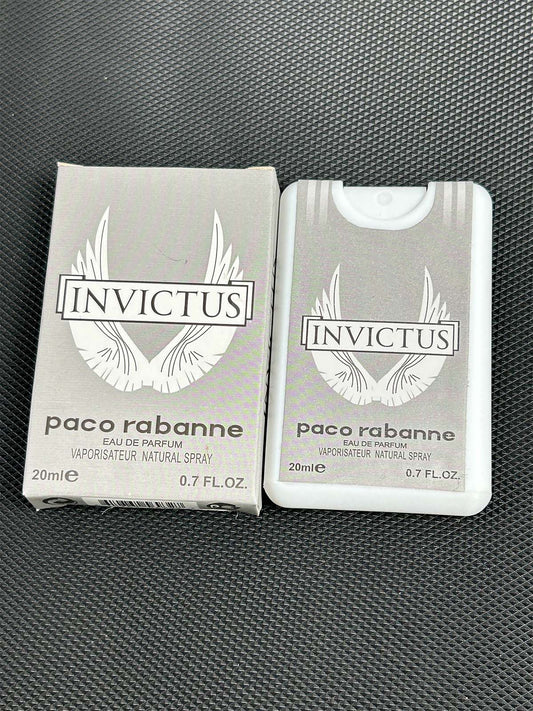 INVICTUS
paco rabanne
EAU DE PARFUM
VAPORISATEUR NATURAL SPRAY
20ml℮ 0.7 FL.OZ.
INVICTUS
paco rabanne
EAU DE PARFUM
VAPORISATEUR NATURAL SPRAY
20ml℮ 0.7 FL.OZ.